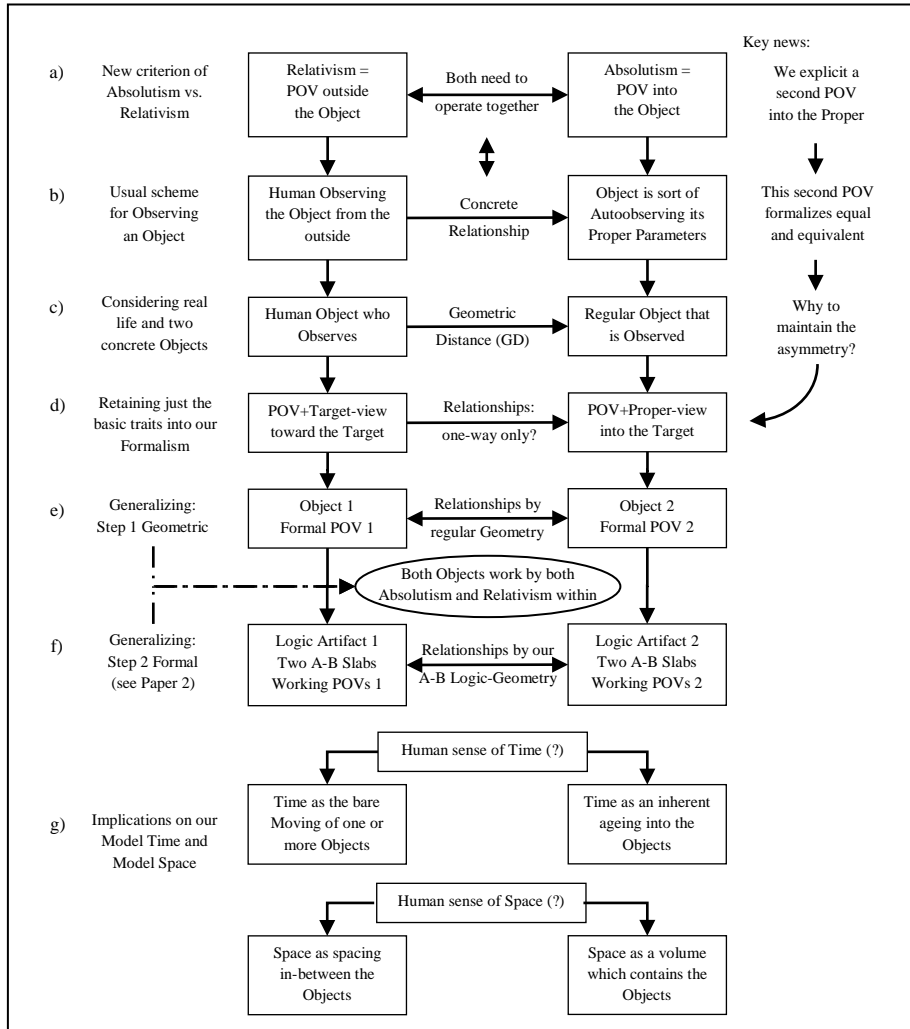 Key news:
a)
New criterion of
Absolutism vs.
Relativism
Relativism =
POV outside
the Object
Both need to
operate together
Absolutism =
POV into
the Object
We explicit a
second POV
into the Proper
b)
Usual scheme
for Observing
an Object
Human Observing
the Object from the
outside
Concrete
Relationship
Object is sort of
Autoobserving its
Proper Parameters
This second POV
formalizes equal
and equivalent
c)
Considering real
life and two
concrete Objects
Human Object who
Observes
Geometric
Distance (GD)
Regular Object that
is Observed
Why to
maintain the
asymmetry?
d)
Retaining just the
basic traits into our
Formalism
POV+Target-view
toward the Target
Relationships:
one-way only?
POV+Proper-view
into the Target
e)
Generalizing:
Step 1 Geometric
Object 1
Formal POV 1
Relationships by
regular Geometry
Object 2
Formal POV 2
Both Objects work by both
Absolutism and Relativism within
f)
Generalizing:
Step 2 Formal
(see Paper 2)
Logic Artifact 1
Two A-B Slabs
Working POVs 1
Relationships by our
A-B Logic-Geometry
Logic Artifact 2
Two A-B Slabs
Working POVs 2
Human sense of Time (?)
g)
Implications on our
Model Time and
Model Space
Time as the bare
Moving of one or
more Objects
Time as an inherent
ageing into the
Objects
Human sense of Space (?)
Space as spacing
in-between the
Objects
Space as a volume
which contains the
Objects